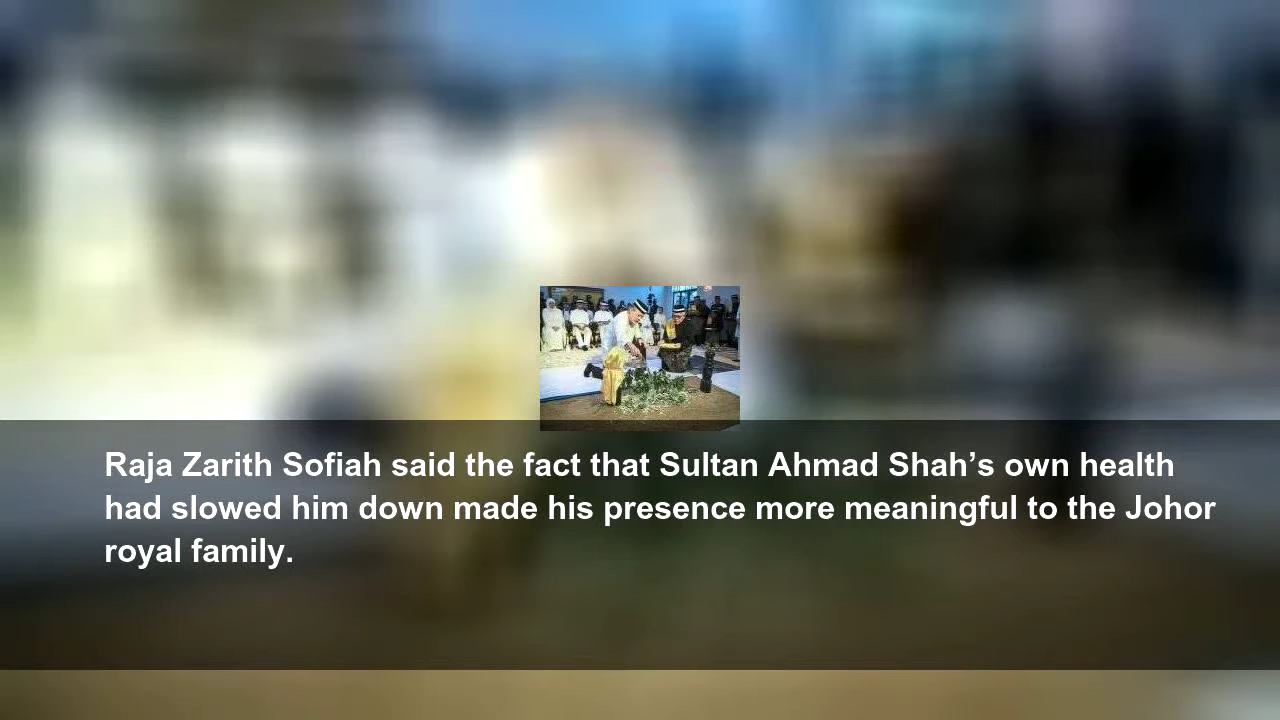 Raja Zarith Sofiah said the fact that Sultan Ahmad Shah’s own health
had slowed him down made his presence more meaningful to the Johor
royal family.